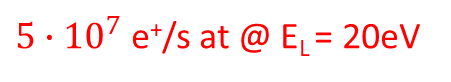 5 · 10⁷ e⁺/s at @ E_L = 20eV